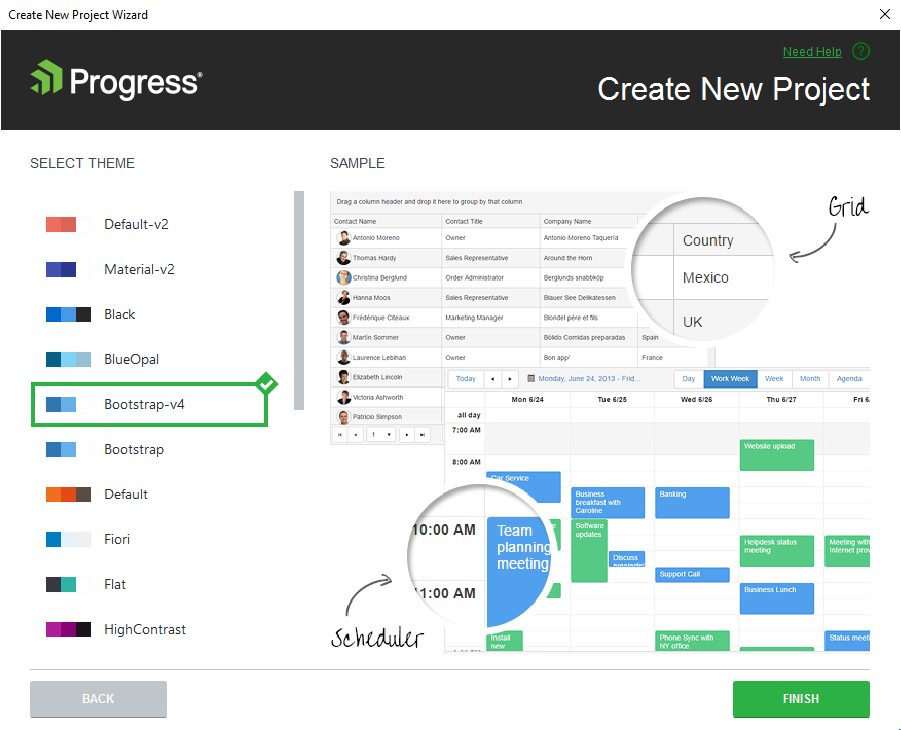 Create New Project Wizard
Need Help ?
Progress
Create New Project
SELECT THEME
Default-v2
Material-v2
Black
BlueOpal
Bootstrap-v4
Bootstrap
Default
Fiori
Flat
HighContrast
SAMPLE
Drag a column header and drop it here to group by that column
Contact Name Contact Title Company Name
Antonio Moreno Owner Antonio Moreno Taquería
Thomas Hardy Sales Representative Around the Horn
Christina Berglund Order Administrator Berglunds snabbköp
Hanna Moos Sales Representative Blauer See Delikatessen
Frédérique Citeaux Marketing Manager Blondel père et fils
Martín Sommer Owner Bólido Comidas preparadas Spain
Laurence Lebihan Owner Bon app' France
Elizabeth Lincoln
Victoria Ashworth
Patricio Simpson
1
Country
Mexico
UK
Grid
Today Monday, June 24, 2013 - Frid... Day Work Week Week Month Agenda
Mon 6/24 Tue 6/25 Wed 6/26 Thu 6/27 Fri 6/
all day
7:00 AM
8:00 AM
Website upload
Car Service
Business
breakfast with
Caroline
Banking
Software
updates
Discuss
Helpdesk status
meeting
Meeting with
Internet prov
Support Call
Business Lunch
Install
new
Phone Sync with
NY office
Status meet
10:00 AM
11:00 AM
Team
planning
meeting
scheduler
BACK
FINISH